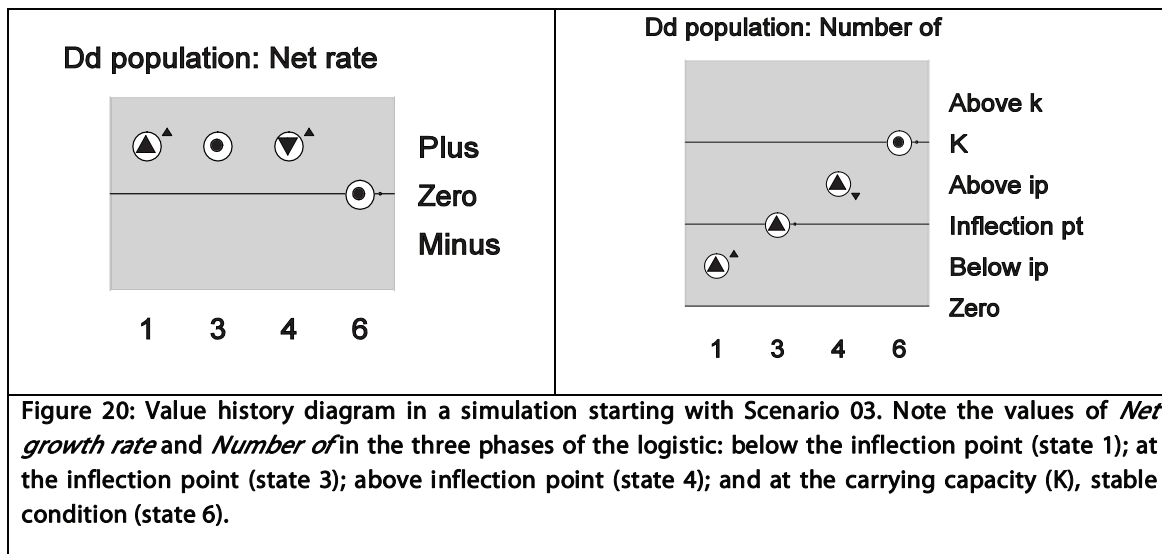 Dd population: Net rate
Plus
Zero
Minus
1 3 4 6
Dd population: Number of
Above k
K
Above ip
Inflection pt
Below ip
Zero
1 3 4 6
Figure 20: Value history diagram in a simulation starting with Scenario 03. Note the values of Net
growth rate and Number of in the three phases of the logistic: below the inflection point (state 1); at
the inflection point (state 3); above inflection point (state 4); and at the carrying capacity (K), stable
condition (state 6).